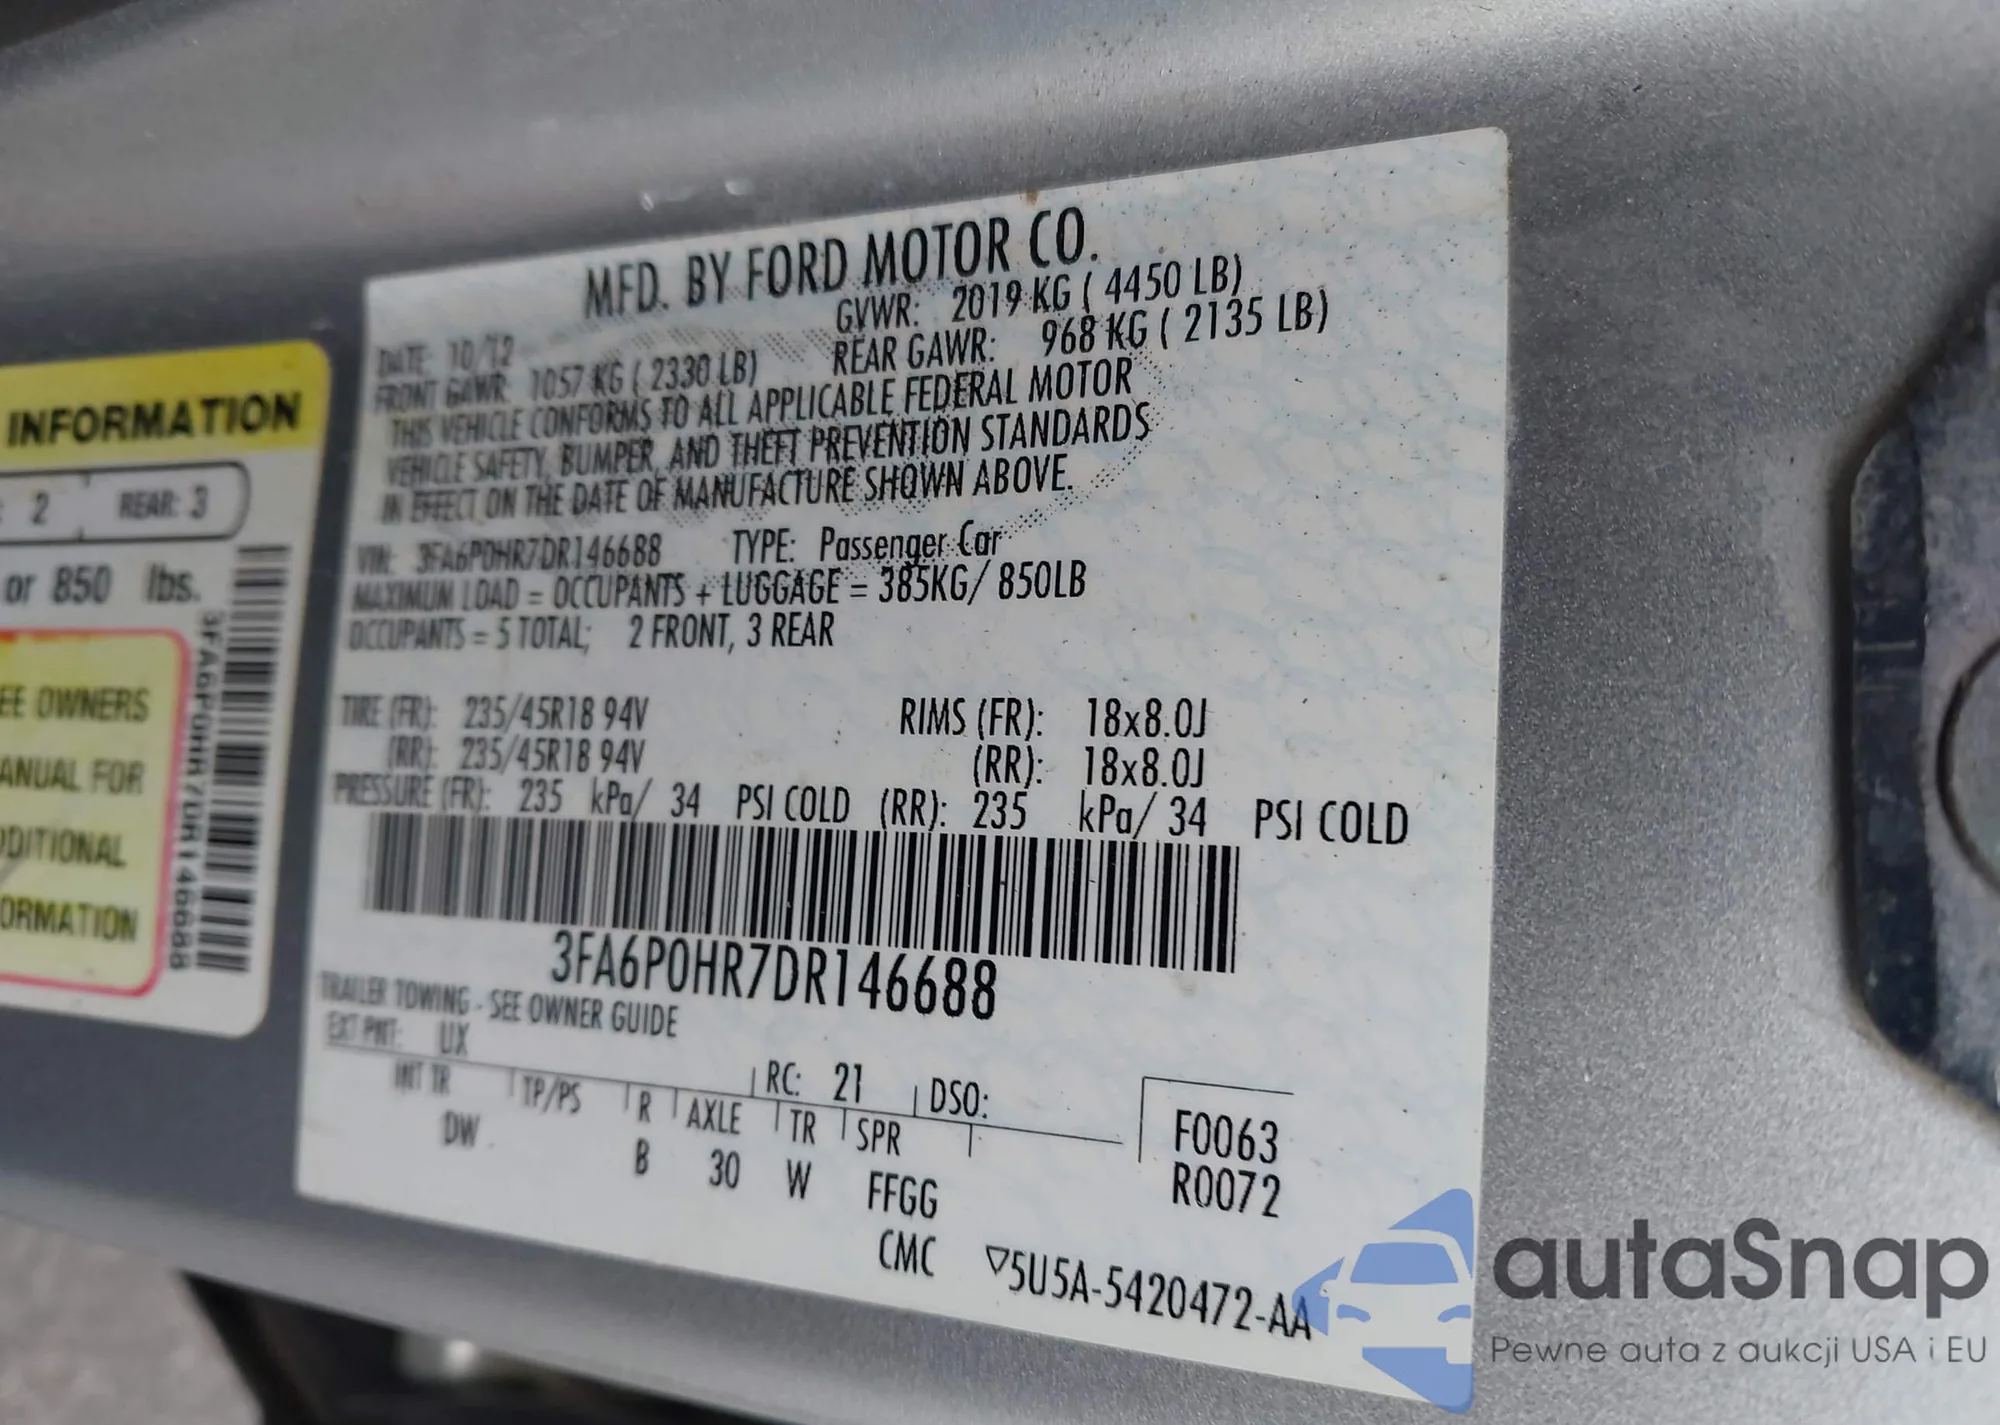 INFORMATION
2 REAR: 3
or 850 lbs.
3FA6P0HR7DR146688
EE OWNERS
ANUAL FOR
DDITIONAL
ORMATION
MFD. BY FORD MOTOR CO.
DATE: 10/12 GVWR: 2019 KG ( 4450 LB)
FRONT GAWR: 1057 KG ( 2330 LB) REAR GAWR: 968 KG ( 2135 LB)
THIS VEHICLE CONFORMS TO ALL APPLICABLE FEDERAL MOTOR
VEHICLE SAFETY, BUMPER, AND THEFT PREVENTION STANDARDS
IN EFFECT ON THE DATE OF MANUFACTURE SHOWN ABOVE.
VIN: 3FA6P0HR7DR146688 TYPE: Passenger Car
MAXIMUM LOAD = OCCUPANTS + LUGGAGE = 385KG/ 850LB
OCCUPANTS = 5 TOTAL; 2 FRONT, 3 REAR
TIRE (FR): 235/45R18 94V RIMS (FR): 18x8.0J
(RR): 235/45R18 94V (RR): 18x8.0J
PRESSURE (FR): 235 kPa/ 34 PSI COLD (RR): 235 kPa/ 34 PSI COLD
3FA6P0HR7DR146688
TRAILER TOWING - SEE OWNER GUIDE
EXT PNT: UX RC: 21 DSO:
INT TR TP/PS R AXLE TR SPR
DW B 30 W FFGG
F0063
R0072
CMC ▽5U5A-5420472-AA
autaSnap
Pewne auta z aukcji USA i EU